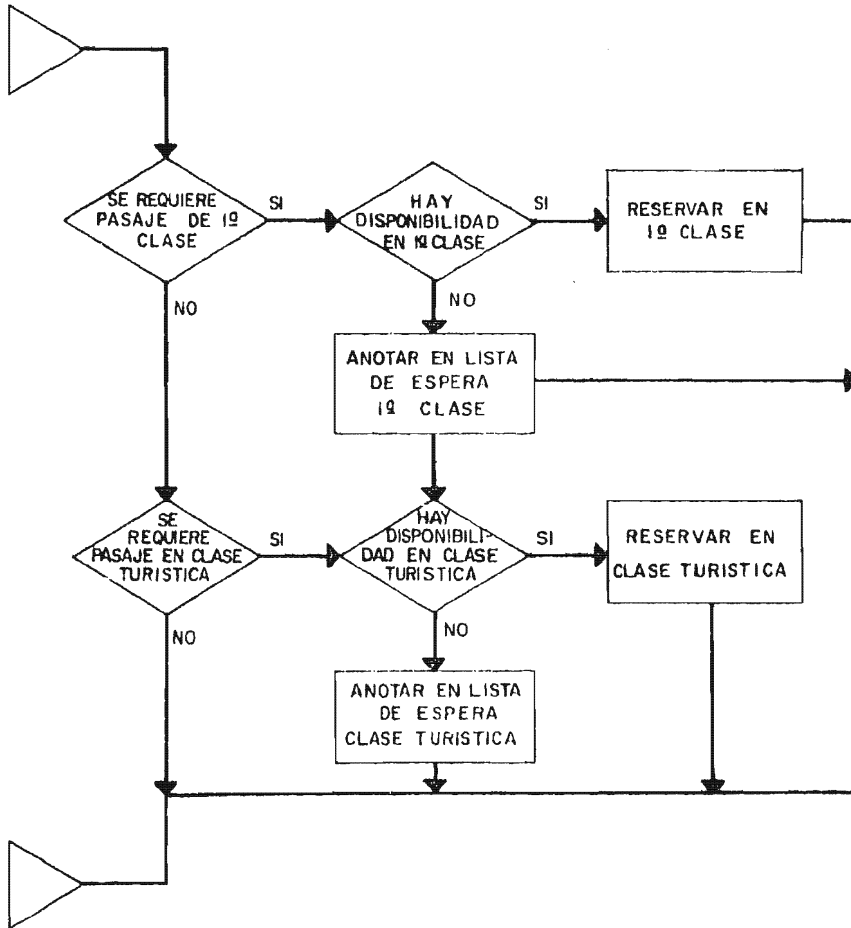 SE REQUIERE
PASAJE DE 1º
CLASE
SI
HAY
DISPONIBILIDAD
EN 1º CLASE
SI
RESERVAR EN
1º CLASE
NO
NO
ANOTAR EN LISTA
DE ESPERA
1º CLASE
SE
REQUIERE
PASAJE EN CLASE
TURISTICA
SI
HAY
DISPONIBILI-
DAD EN CLASE
TURISTICA
SI
RESERVAR EN
CLASE TURISTICA
NO
NO
ANOTAR EN LISTA
DE ESPERA
CLASE TURISTICA